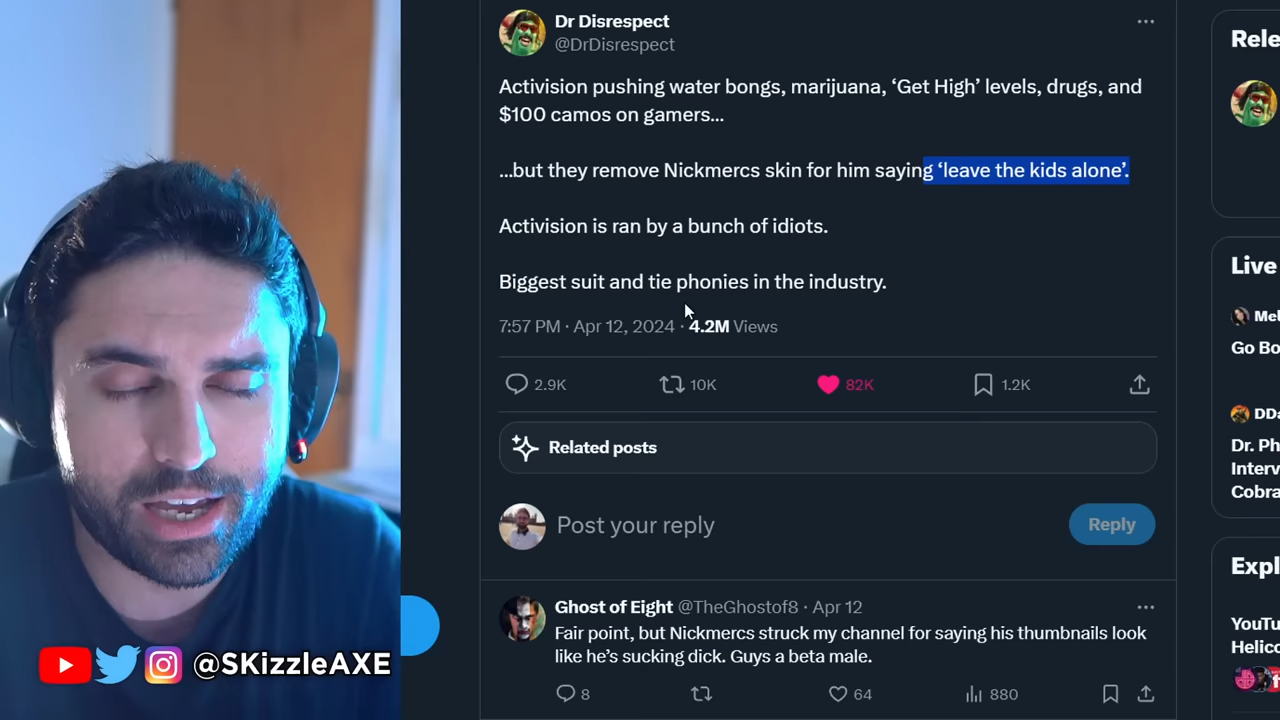 Dr Disrespect
@DrDisrespect
Activision pushing water bongs, marijuana, ‘Get High’ levels, drugs, and
$100 camos on gamers...
...but they remove Nickmercs skin for him saying ‘leave the kids alone’.
Activision is ran by a bunch of idiots.
Biggest suit and tie phonies in the industry.
7:57 PM · Apr 12, 2024 · 4.2M Views
2.9K 10K 82K 1.2K
Related posts
Post your reply
Reply
Ghost of Eight @TheGhostof8 · Apr 12
Fair point, but Nickmercs struck my channel for saying his thumbnails look
like he’s sucking dick. Guys a beta male.
8 64 880
@SKizzleAXE
Rele
Live
Mel
Go Bo
DDa
Dr. Ph
Interv
Cobra
Expl
YouTu
Helico